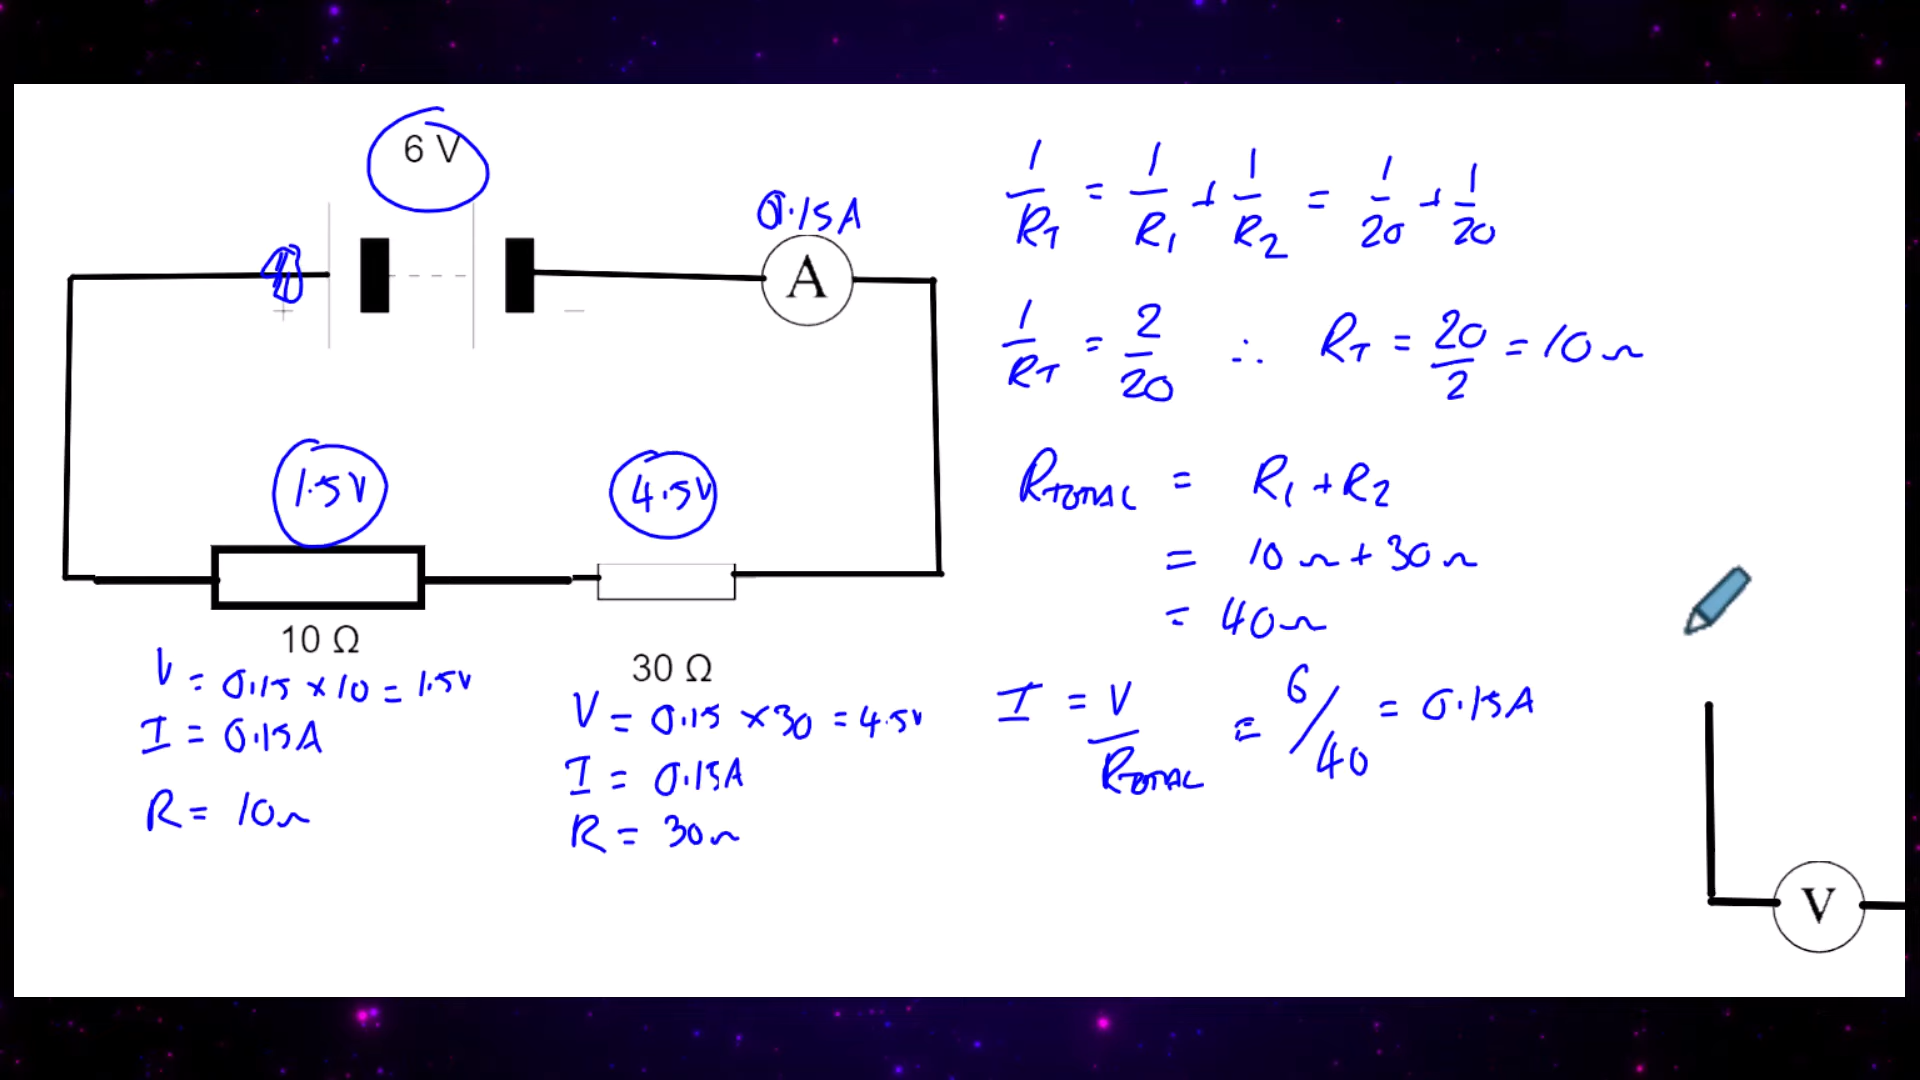 6 V
0.15A
A
+ −
1.5V
4.5V
10 Ω
30 Ω
V = 0.15 × 10 = 1.5V
I = 0.15A
R = 10Ω
V = 0.15 × 30 = 4.5V
I = 0.15A
R = 30Ω
1/RT = 1/R1 + 1/R2 = 1/20 + 1/20
1/RT = 2/20 ∴ RT = 20/2 = 10Ω
RTOTAL = R1 + R2
= 10Ω + 30Ω
= 40Ω
I = V/RTOTAL = 6/40 = 0.15A
V